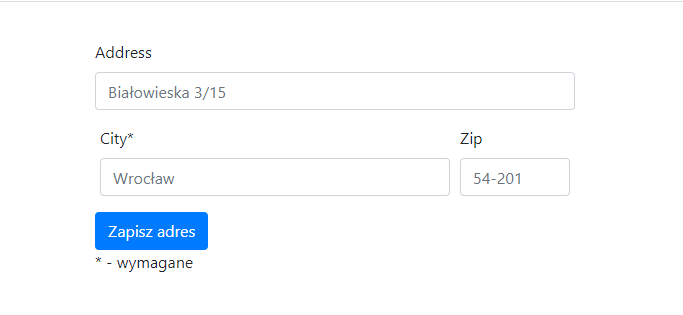 Address
Białowieska 3/15
City* Zip
Wrocław 54-201
Zapisz adres
* - wymagane